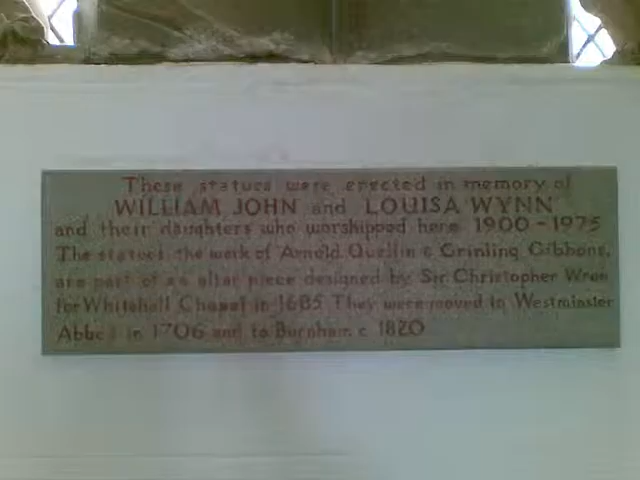 These statues were erected in memory of
WILLIAM JOHN and LOUISA WYNN
and their daughters who worshipped here 1900 - 1975
The statues, the work of Arnold Quellin & Grinling Gibbons,
are part of an altar piece designed by Sir Christopher Wren
for Whitehall Chapel in 1685 They were moved to Westminster
Abbey in 1706 and to Burnham c 1820